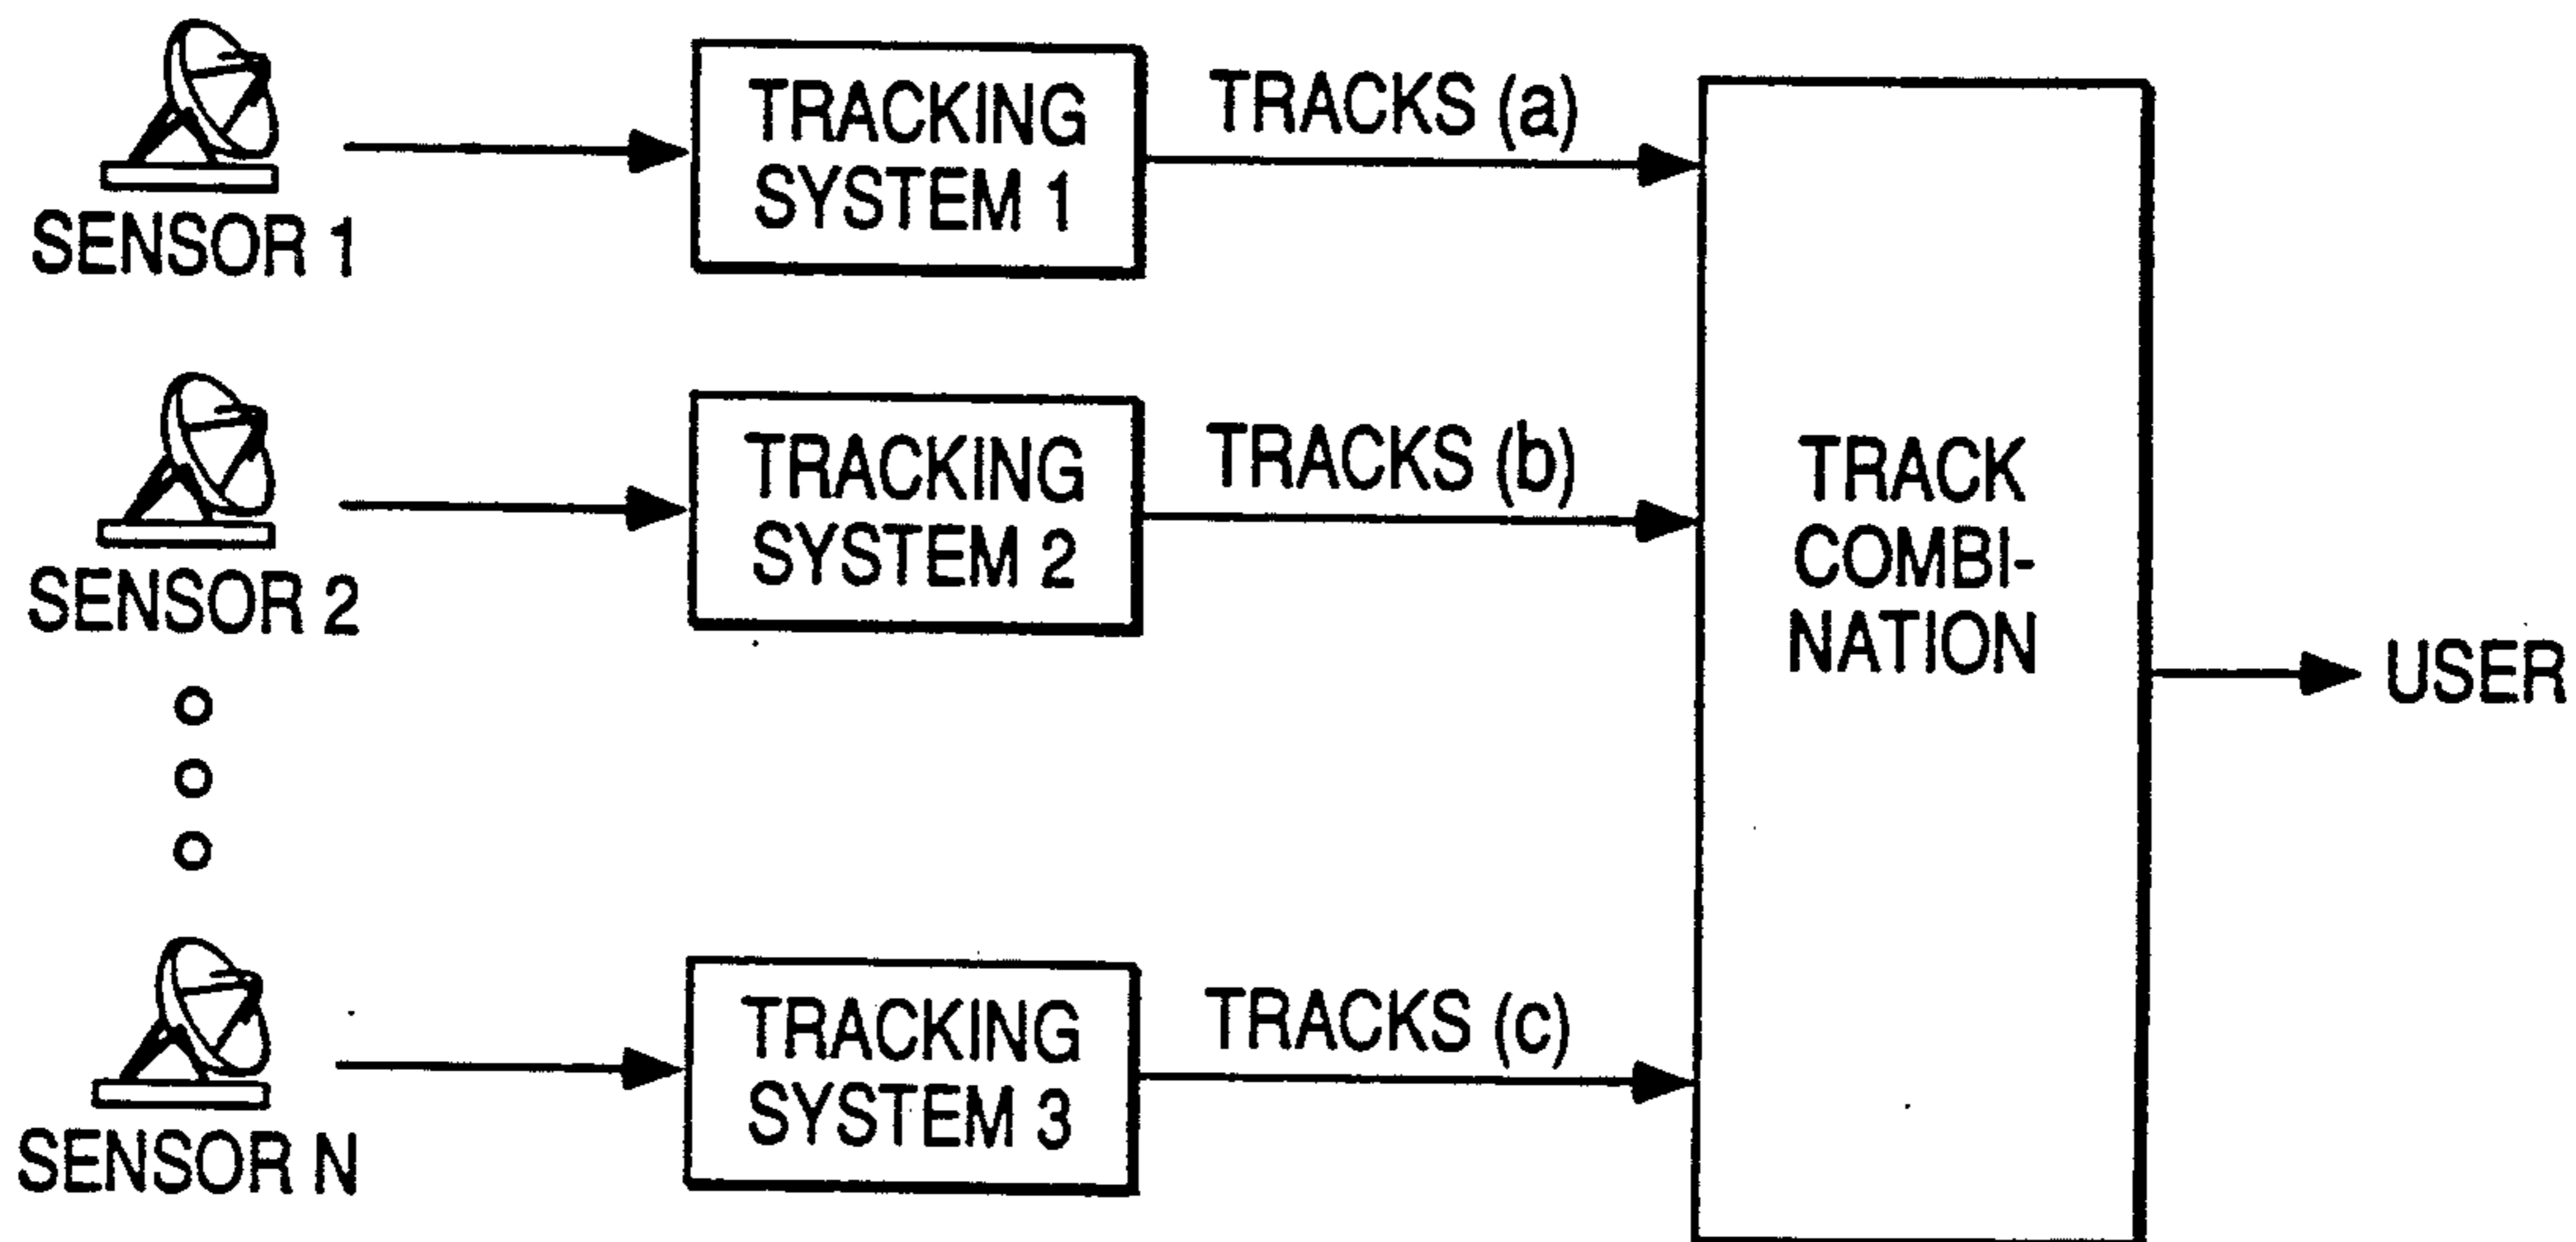 SENSOR 1
TRACKING
SYSTEM 1
TRACKS (a)
SENSOR 2
TRACKING
SYSTEM 2
TRACKS (b)
SENSOR N
TRACKING
SYSTEM 3
TRACKS (c)
TRACK
COMBI-
NATION
USER